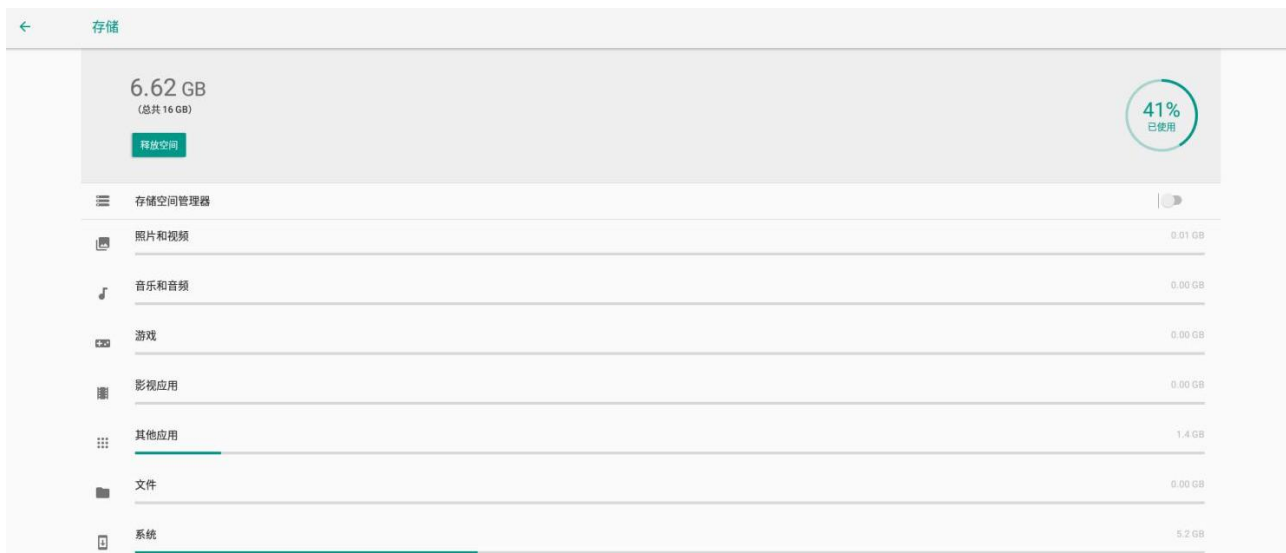 存储
6.62 GB
(总共 16 GB)
41%
已使用
释放空间
存储空间管理器
照片和视频 0.01 GB
音乐和音频 0.00 GB
游戏 0.00 GB
影视应用 0.00 GB
其他应用 1.4 GB
文件 0.00 GB
系统 5.2 GB